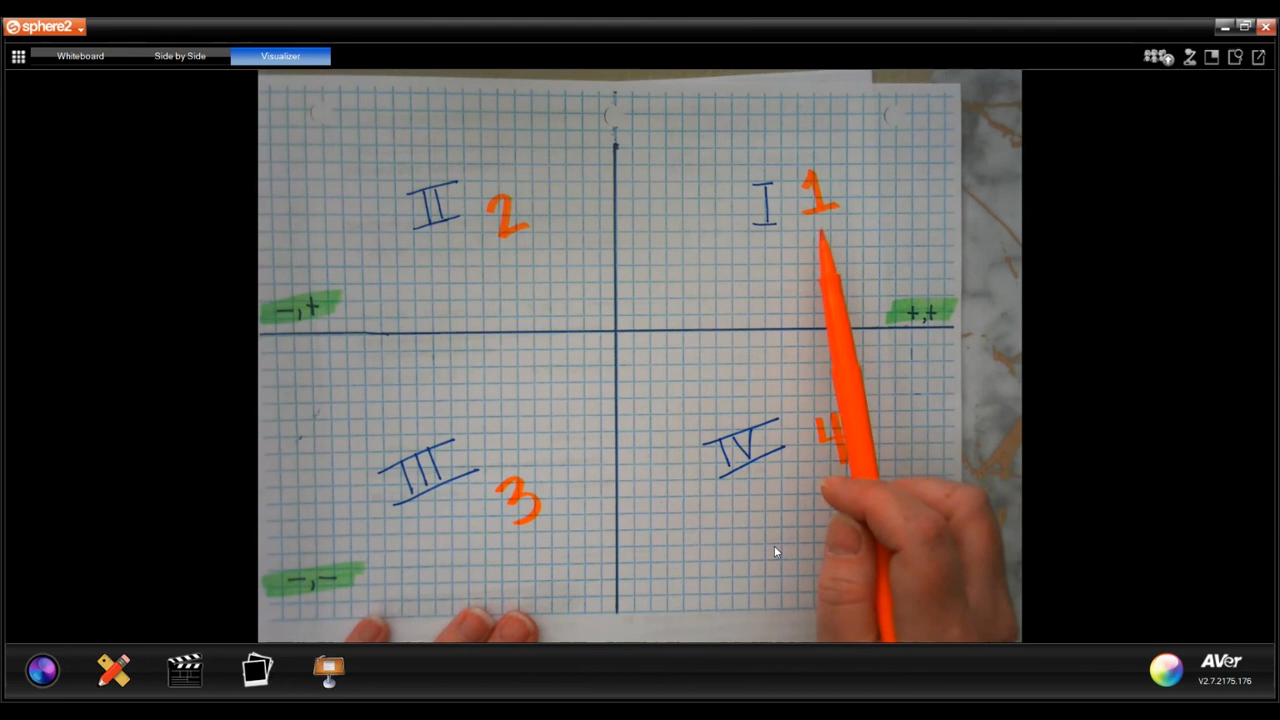 sphere2
Whiteboard Side by Side Visualizer
II 2
I 1
-,+
+,+
III 3
IV 4
-,-
AVer
V2.7.2175.176